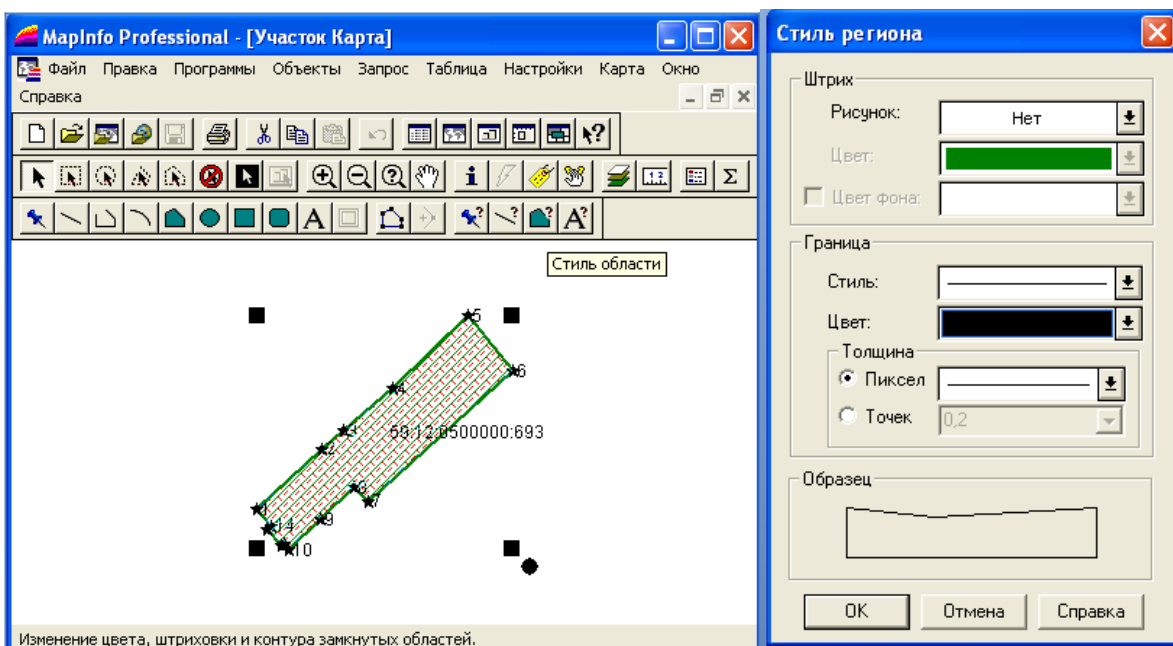 MapInfo Professional - [Участок Карта]
Файл Правка Программы Объекты Запрос Таблица Настройки Карта Окно
Справка
Стиль области
5
6
4
3
2
59:12:0500000:693
1
8
7
9
14
10
Изменение цвета, штриховки и контура замкнутых областей.
Стиль региона
Штрих
Рисунок: Нет
Цвет:
Цвет фона:
Граница
Стиль:
Цвет:
Толщина
Пиксел
Точек 0,2
Образец
ОК Отмена Справка